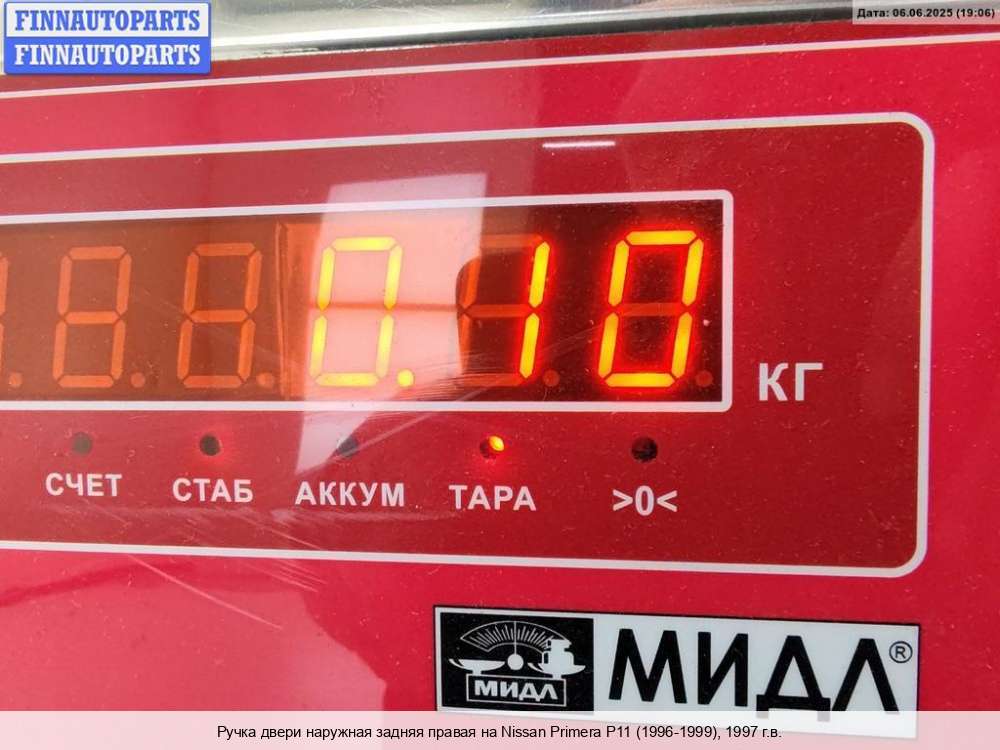 FINNAUTOPARTS
FINNAUTOPARTS
Дата: 06.06.2025 (19:06)
0.10
КГ
СЧЕТ СТАБ АККУМ ТАРА >0<
МИДЛ
МИДЛ®
Ручка двери наружная задняя правая на Nissan Primera P11 (1996-1999), 1997 г.в.